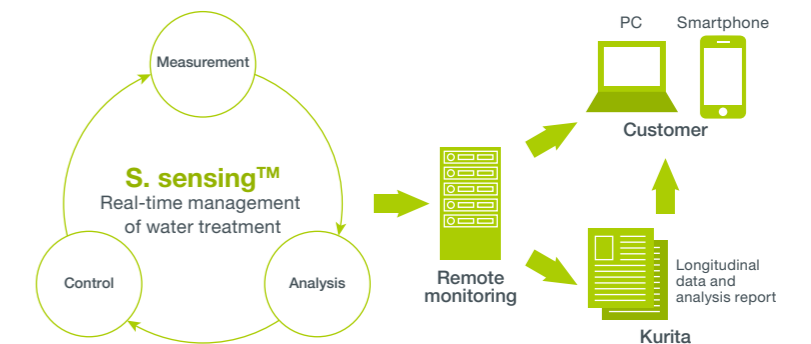 Measurement
S. sensing™
Real-time management
of water treatment
Control
Analysis
Remote
monitoring
PC
Smartphone
Customer
Longitudinal
data and
analysis report
Kurita